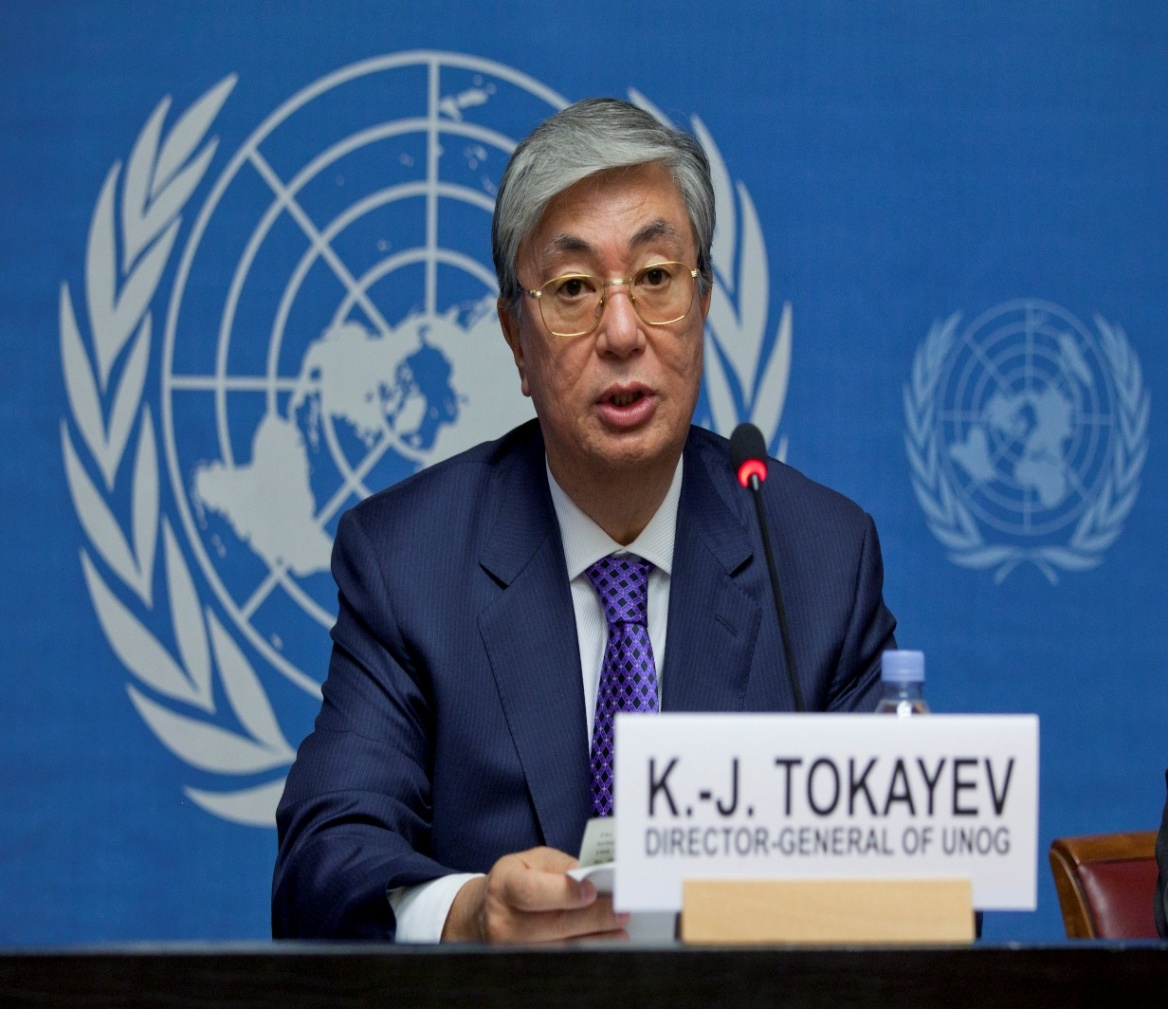 K.-J. TOKAYEV
DIRECTOR-GENERAL OF UNOG